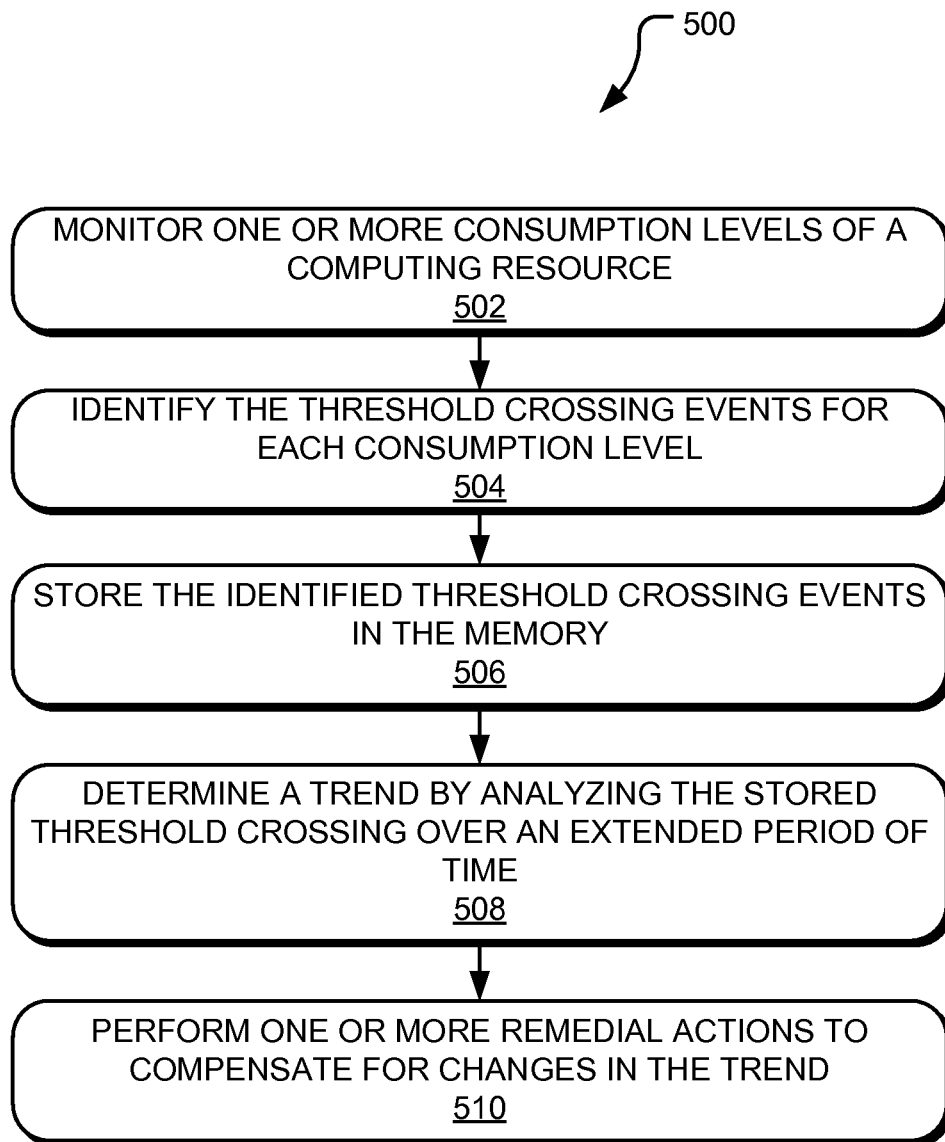 500
MONITOR ONE OR MORE CONSUMPTION LEVELS OF A
COMPUTING RESOURCE
502
IDENTIFY THE THRESHOLD CROSSING EVENTS FOR
EACH CONSUMPTION LEVEL
504
STORE THE IDENTIFIED THRESHOLD CROSSING EVENTS
IN THE MEMORY
506
DETERMINE A TREND BY ANALYZING THE STORED
THRESHOLD CROSSING OVER AN EXTENDED PERIOD OF
TIME
508
PERFORM ONE OR MORE REMEDIAL ACTIONS TO
COMPENSATE FOR CHANGES IN THE TREND
510